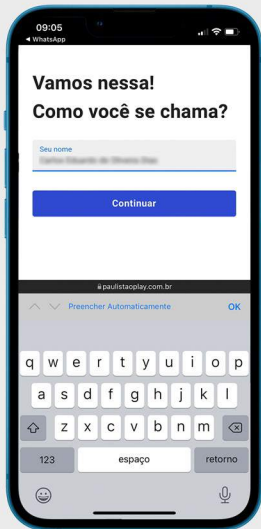 09:05
◀ WhatsApp
Vamos nessa!
Como você se chama?
Seu nome
Continuar
paulistaoplay.com.br
Preencher Automaticamente OK
q w e r t y u i o p
a s d f g h j k l
z x c v b n m
123 espaço retorno